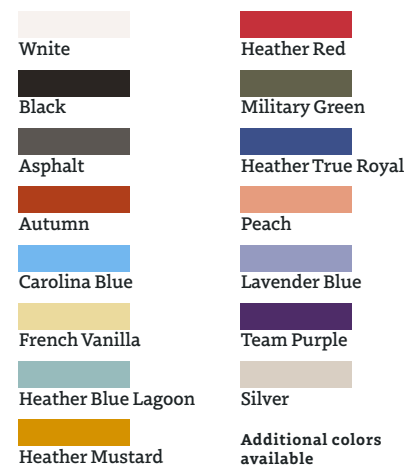 Wnite
Heather Red
Black
Military Green
Asphalt
Heather True Royal
Autumn
Peach
Carolina Blue
Lavender Blue
French Vanilla
Team Purple
Heather Blue Lagoon
Silver
Heather Mustard
Additional colors
available